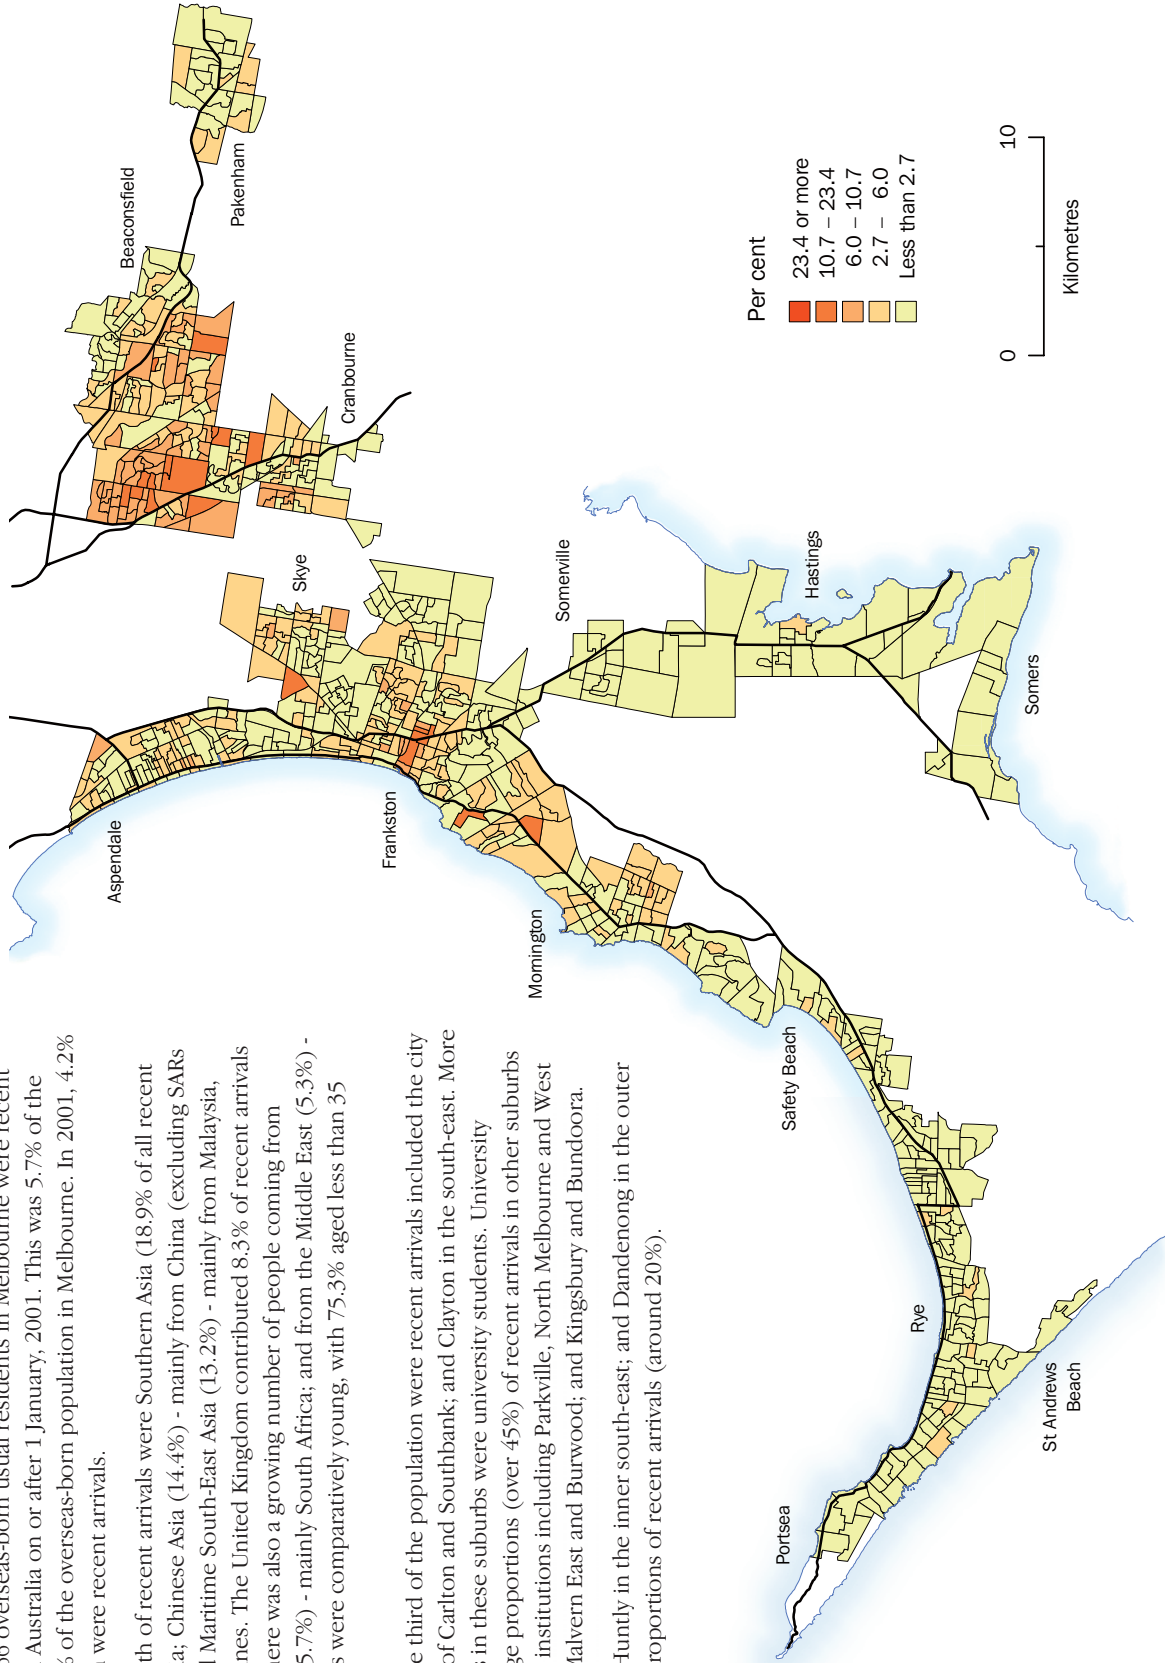 overseas-born usual residents in Melbourne were recent
Australia on or after 1 January, 2001. This was 5.7% of the
% of the overseas-born population in Melbourne. In 2001, 4.2%
were recent arrivals.
th of recent arrivals were Southern Asia (18.9% of all recent
a; Chinese Asia (14.4%) - mainly from China (excluding SARs
d Maritime South-East Asia (13.2%) - mainly from Malaysia,
nes. The United Kingdom contributed 8.3% of recent arrivals
here was also a growing number of people coming from
5.7%) - mainly South Africa; and from the Middle East (5.3%) -
s were comparatively young, with 75.3% aged less than 35
e third of the population were recent arrivals included the city
of Carlton and Southbank; and Clayton in the south-east. More
s in these suburbs were university students. University
ge proportions (over 45%) of recent arrivals in other suburbs
institutions including Parkville, North Melbourne and West
Malvern East and Burwood; and Kingsbury and Bundoora.
Huntly in the inner south-east; and Dandenong in the outer
roportions of recent arrivals (around 20%).
Beaconsfield
Pakenham
Cranbourne
Skye
Aspendale
Frankston
Somerville
Mornington
Hastings
Somers
Safety Beach
Rye
Portsea
St Andrews
Beach
Per cent
23.4 or more
10.7 – 23.4
6.0 – 10.7
2.7 – 6.0
Less than 2.7
0 10
Kilometres